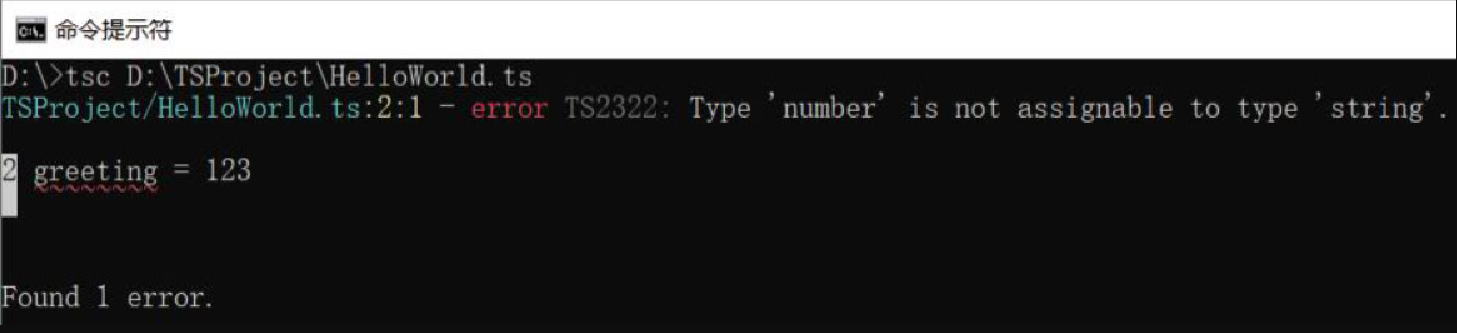 命令提示符
D:\>tsc D:\TSProject\HelloWorld.ts
TSProject/HelloWorld.ts:2:1 - error TS2322: Type 'number' is not assignable to type 'string'.
2 greeting = 123
Found 1 error.